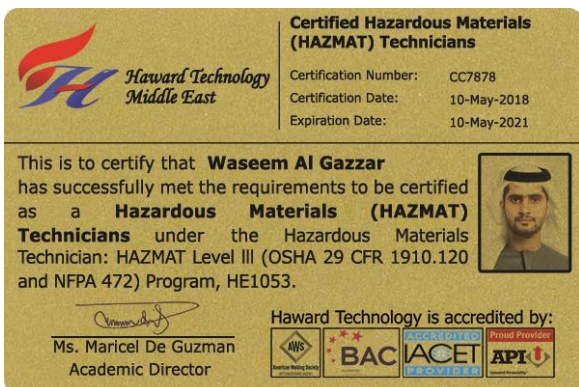 Haward Technology
Middle East
Certified Hazardous Materials
(HAZMAT) Technicians
Certification Number: CC7878
Certification Date: 10-May-2018
Expiration Date: 10-May-2021
This is to certify that Waseem Al Gazzar
has successfully met the requirements to be certified
as a Hazardous Materials (HAZMAT)
Technicians under the Hazardous Materials
Technician: HAZMAT Level III (OSHA 29 CFR 1910.120
and NFPA 472) Program, HE1053.
Ms. Maricel De Guzman
Academic Director
Haward Technology is accredited by:
AWS
American Welding Society
BAC
ACCREDITED
IACET
PROVIDER
Proud Provider
API